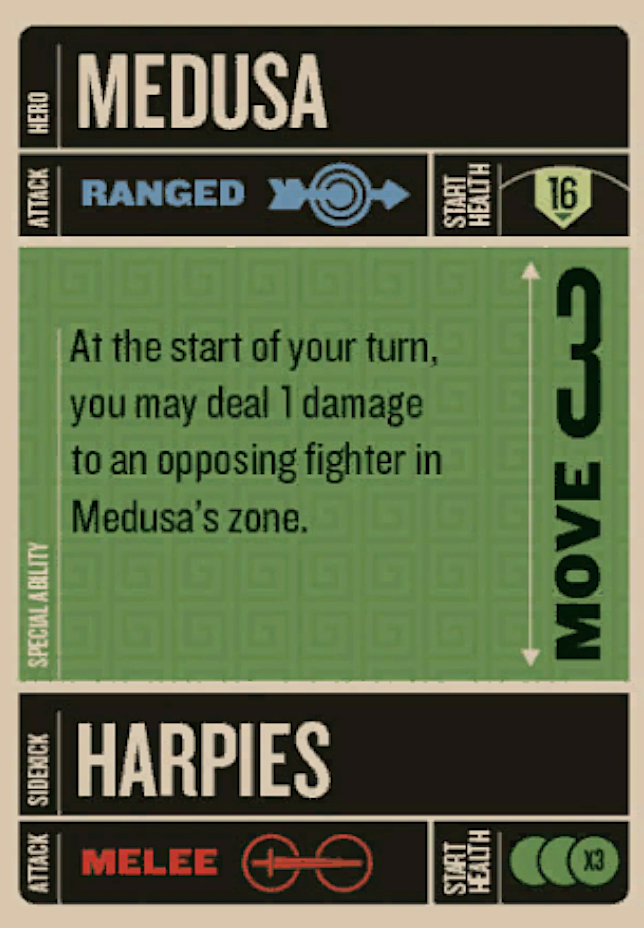 HERO
MEDUSA
ATTACK
RANGED
START
HEALTH
16
SPECIAL ABILITY
At the start of your turn,
you may deal 1 damage
to an opposing fighter in
Medusa's zone.
MOVE 3
SIDEKICK
HARPIES
ATTACK
MELEE
START
HEALTH
X3